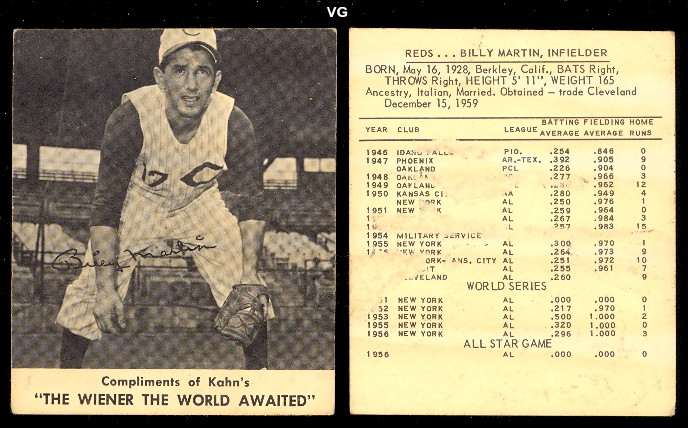 VG
C
Billy Martin
Compliments of Kahn's
"THE WIENER THE WORLD AWAITED"
REDS . . . BILLY MARTIN, INFIELDER
BORN, May 16, 1928, Berkley, Calif., BATS Right,
THROWS Right, HEIGHT 5' 11", WEIGHT 165
Ancestry, Italian, Married. Obtained — trade Cleveland
December 15, 1959
BATTING FIELDING HOME
YEAR CLUB LEAGUE AVERAGE AVERAGE RUNS
1946 PIO. .254 .846 0
1947 PHOENIX AR.-TEX. .392 .905 9
OAKLAND PCL .226 .904 0
1948 .277 .966 3
1949 OAKLAND .962 12
1950 KANSAS .280 .949 4
AL .250 .976 1
1951 NEW AL .259 .964 0
AL .267 .984 3
AL .257 .983 15
1954 MILITARY SERVICE
1955 NEW YORK AL .300 .970 1
NEW YORK AL .264 .973 9
CITY AL .251 .972 10
AL .255 .961 7
AL .260 9
WORLD SERIES
NEW YORK AL .000 .000 0
NEW YORK AL .217 .970 1
1953 NEW YORK AL .500 1.000 2
1955 NEW YORK AL .320 1.000 0
1956 NEW YORK AL .296 1.000 3
ALL STAR GAME
1956 AL .000 .000 0